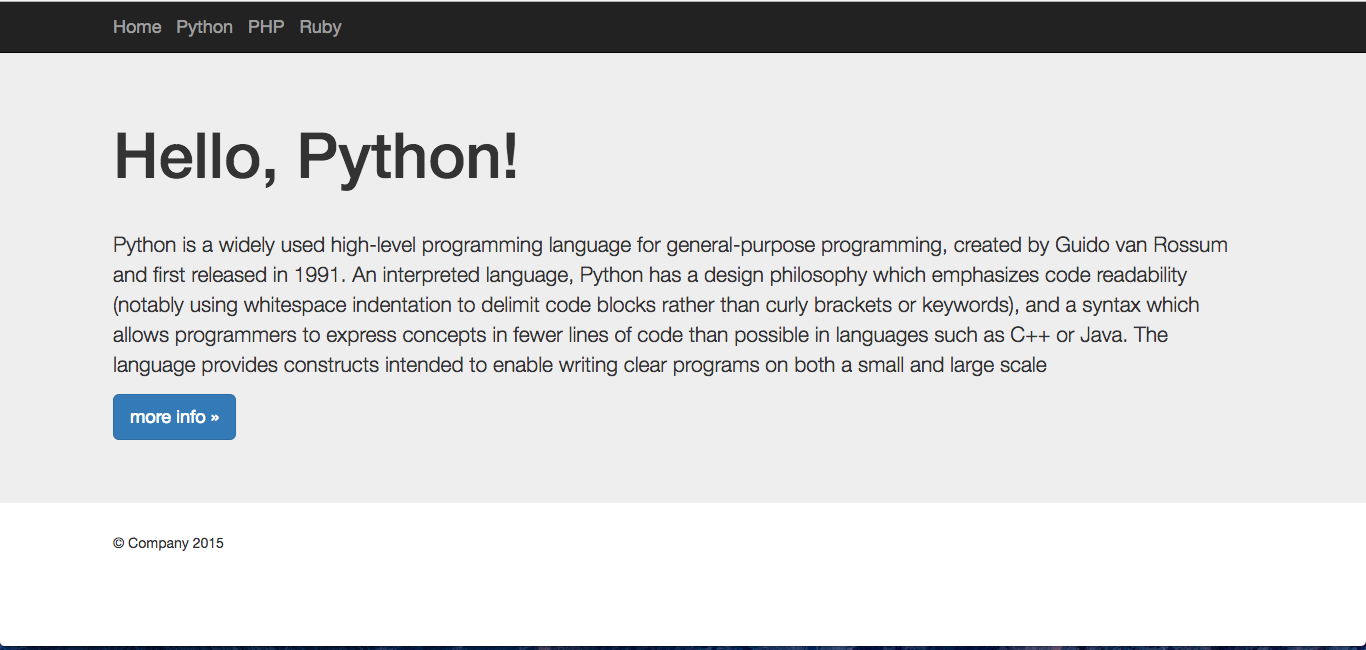 Home Python PHP Ruby
Hello, Python!
Python is a widely used high-level programming language for general-purpose programming, created by Guido van Rossum
and first released in 1991. An interpreted language, Python has a design philosophy which emphasizes code readability
(notably using whitespace indentation to delimit code blocks rather than curly brackets or keywords), and a syntax which
allows programmers to express concepts in fewer lines of code than possible in languages such as C++ or Java. The
language provides constructs intended to enable writing clear programs on both a small and large scale
more info »
© Company 2015